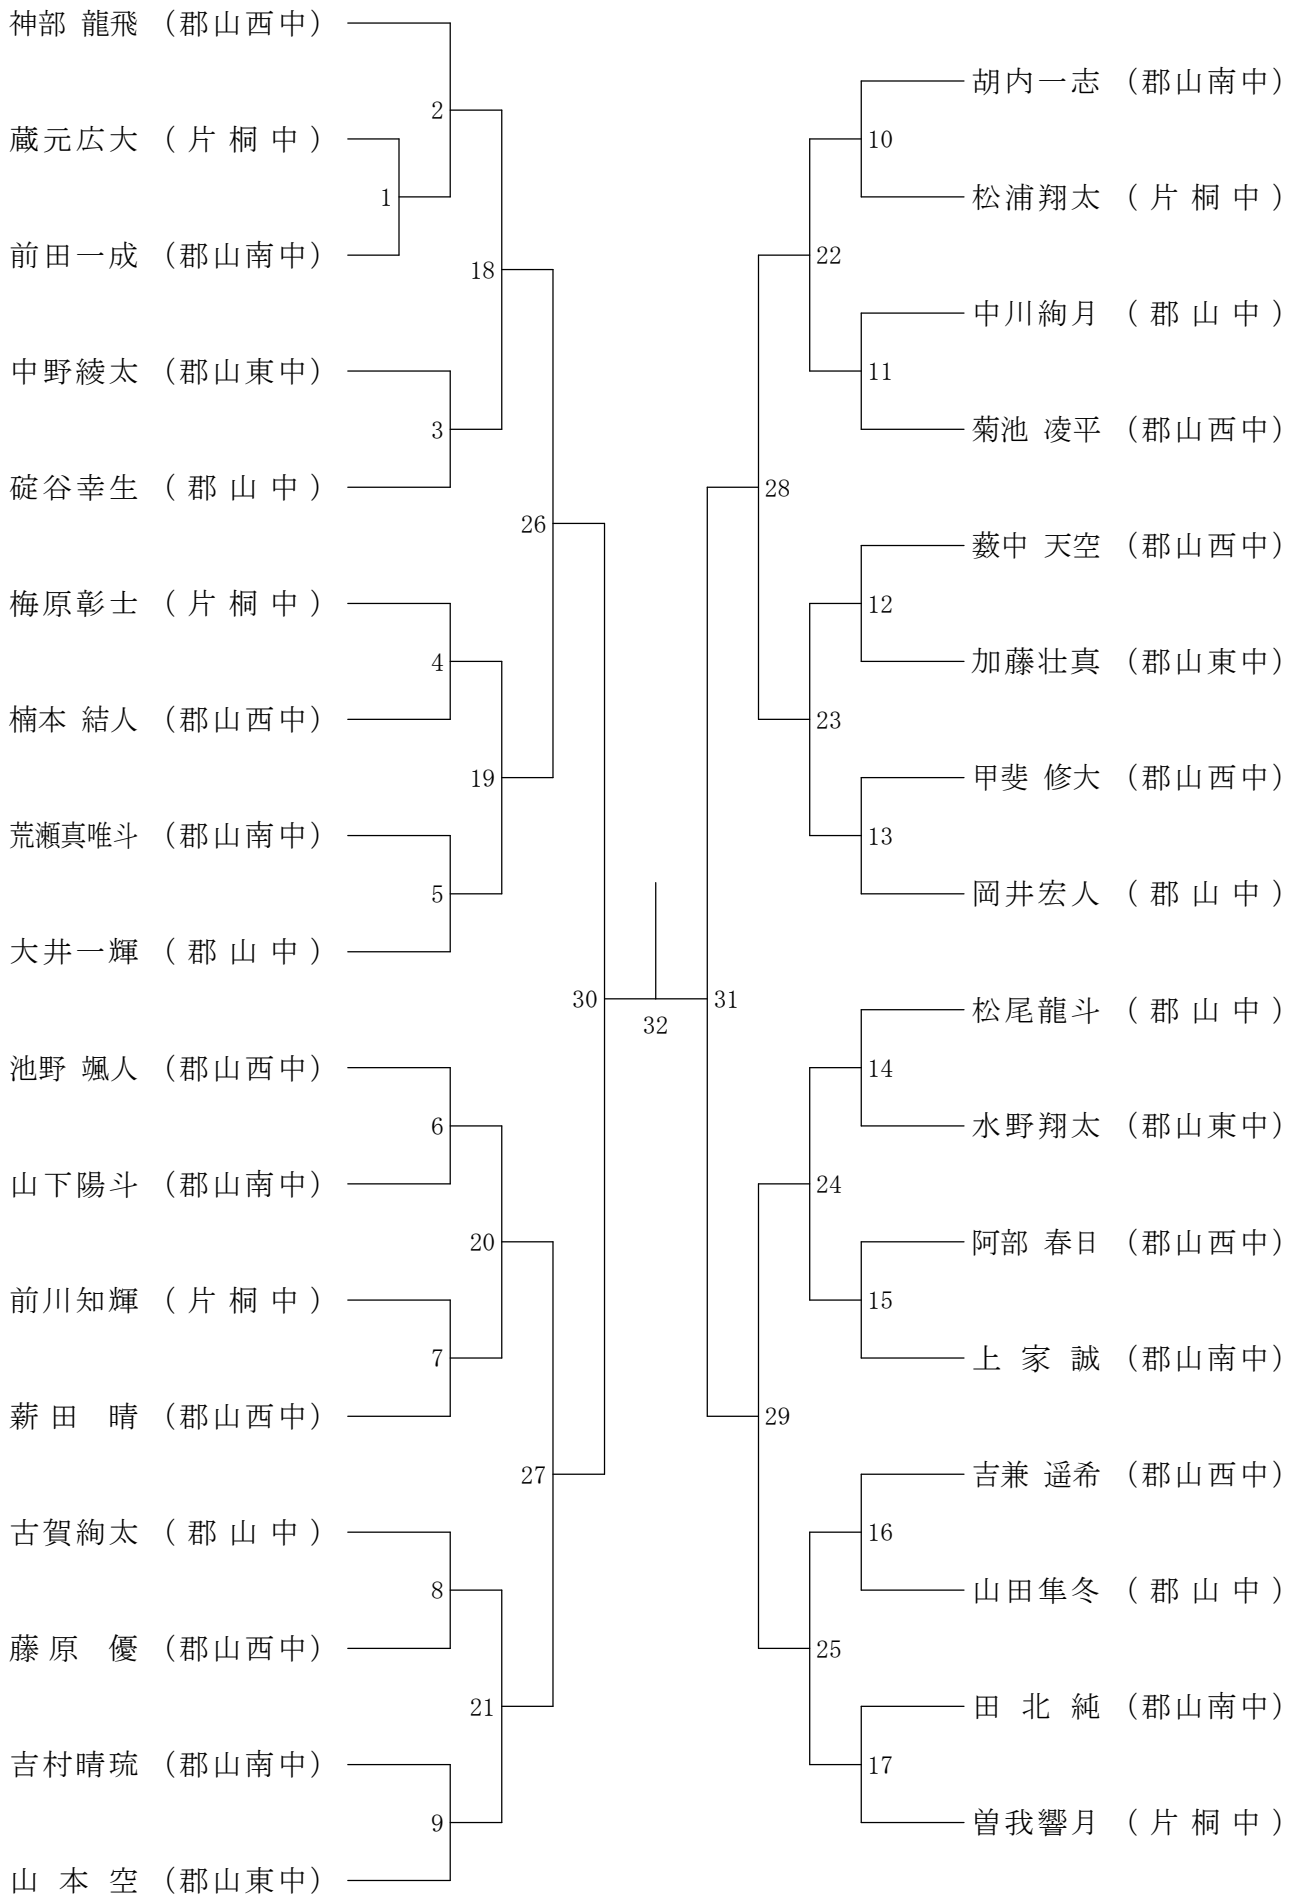 神部 龍飛 (郡山西中)
2
蔵元広大 (片桐中)
1
前田一成 (郡山南中)
18
中野綾太 (郡山東中)
3
碇谷幸生 (郡山中)
26
梅原彰士 (片桐中)
4
楠本 結人 (郡山西中)
19
荒瀬真唯斗 (郡山南中)
5
大井一輝 (郡山中)
30
池野 颯人 (郡山西中)
6
山下陽斗 (郡山南中)
20
前川知輝 (片桐中)
7
薪田 晴 (郡山西中)
27
古賀絢太 (郡山中)
8
藤原 優 (郡山西中)
21
吉村晴琉 (郡山南中)
9
山本空 (郡山東中)
32
胡内一志 (郡山南中)
10
松浦翔太 (片桐中)
22
中川絢月 (郡山中)
11
菊池 凌平 (郡山西中)
28
薮中 天空 (郡山西中)
12
加藤壮真 (郡山東中)
23
甲斐 修大 (郡山西中)
13
岡井宏人 (郡山中)
31
松尾龍斗 (郡山中)
14
水野翔太 (郡山東中)
24
阿部 春日 (郡山西中)
15
上家誠 (郡山南中)
29
吉兼 遥希 (郡山西中)
16
山田隼冬 (郡山中)
25
田北純 (郡山南中)
17
曽我響月 (片桐中)